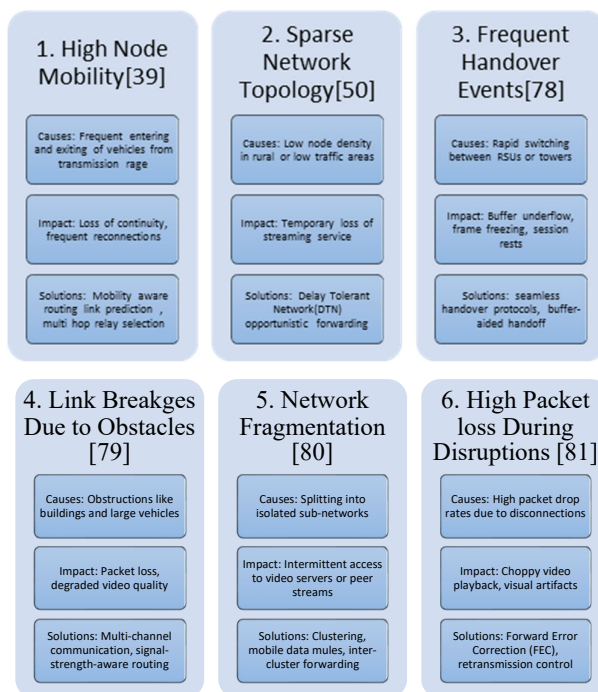 1. High Node
Mobility[39]
Causes: Frequent entering
and exiting of vehicles from
transmission rage
Impact: Loss of continuity,
frequent reconnections
Solutions: Mobility aware
routing link prediction ,
multi hop relay selection
2. Sparse
Network
Topology[50]
Causes: Low node density
in rural or low traffic areas
Impact: Temporary loss of
streaming service
Solutions: Delay Tolerant
Network(DTN)
opportunistic forwarding
3. Frequent
Handover
Events[78]
Causes: Rapid switching
between RSUs or towers
Impact: Buffer underflow,
frame freezing, session
rests
Solutions: seamless
handover protocols, buffer-
aided handoff
4. Link Breakges
Due to Obstacles
[79]
Causes: Obstructions like
buildings and large vehicles
Impact: Packet loss,
degraded video quality
Solutions: Multi-channel
communication, signal-
strength-aware routing
5. Network
Fragmentation
[80]
Causes: Splitting into
isolated sub-networks
Impact: Intermittent access
to video servers or peer
streams
Solutions: Clustering,
mobile data mules, inter-
cluster forwarding
6. High Packet
loss During
Disruptions [81]
Causes: High packet drop
rates due to disconnections
Impact: Choppy video
playback, visual artifacts
Solutions: Forward Error
Correction (FEC),
retransmission control